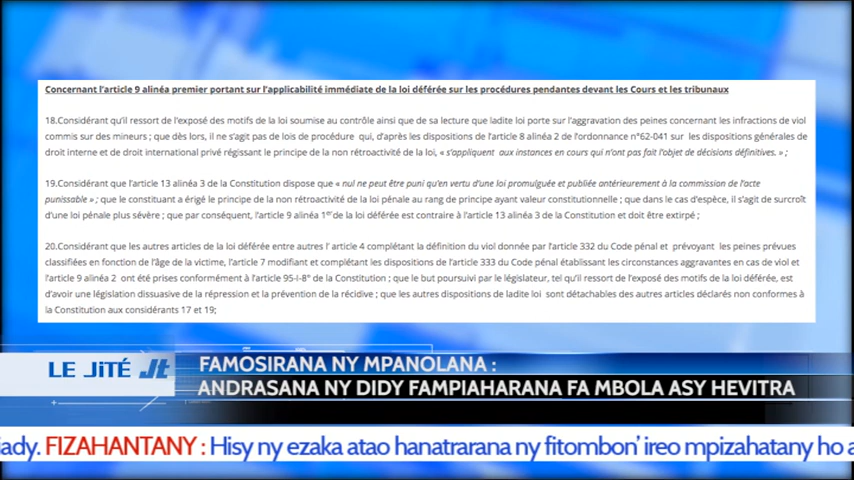 Concernant l'article 9 alinéa premier portant sur l'applicabilité immédiate de la loi déférée sur les procédures pendantes devant les Cours et les tribunaux
18.Considérant qu'il ressort de l'exposé des motifs de la loi soumise au contrôle ainsi que de sa lecture que ladite loi porte sur l'aggravation des peines concernant les infractions de viol
commis sur des mineurs ; que dès lors, il ne s'agit pas de lois de procédure qui, d'après les dispositions de l'article 8 alinéa 2 de l'ordonnance n°62-041 sur les dispositions générales de
droit interne et de droit international privé régissant le principe de la non rétroactivité de la loi, « s'appliquent aux instances en cours qui n'ont pas fait l'objet de décisions définitives. » ;
19.Considérant que l'article 13 alinéa 3 de la Constitution dispose que « nul ne peut être puni qu'en vertu d'une loi promulguée et publiée antérieurement à la commission de l'acte
punissable » ; que le constituant a érigé le principe de la non rétroactivité de la loi pénale au rang de principe ayant valeur constitutionnelle ; que dans le cas d'espèce, il s'agit de surcroît
d'une loi pénale plus sévère ; que par conséquent, l'article 9 alinéa 1er de la loi déférée est contraire à l'article 13 alinéa 3 de la Constitution et doit être extirpé ;
20.Considérant que les autres articles de la loi déférée entre autres l' article 4 complétant la définition du viol donnée par l'article 332 du Code pénal et prévoyant les peines prévues
classifiées en fonction de l'âge de la victime, l'article 7 modifiant et complétant les dispositions de l'article 333 du Code pénal établissant les circonstances aggravantes en cas de viol et
l'article 9 alinéa 2 ont été prises conformément à l'article 95-I-8° de la Constitution ; que le but poursuivi par le législateur, tel qu'il ressort de l'exposé des motifs de la loi déférée, est
d'avoir une législation dissuasive de la répression et la prévention de la récidive ; que les autres dispositions de ladite loi sont détachables des autres articles déclarés non conformes à
la Constitution aux considérants 17 et 19;
LE JiTÉ Jt
FAMOSIRANA NY MPANOLANA :
ANDRASANA NY DIDY FAMPIAHARANA FA MBOLA ASY HEVITRA
iady. FIZAHANTANY : Hisy ny ezaka atao hanatrarana ny fitombon' ireo mpizahatany ho a